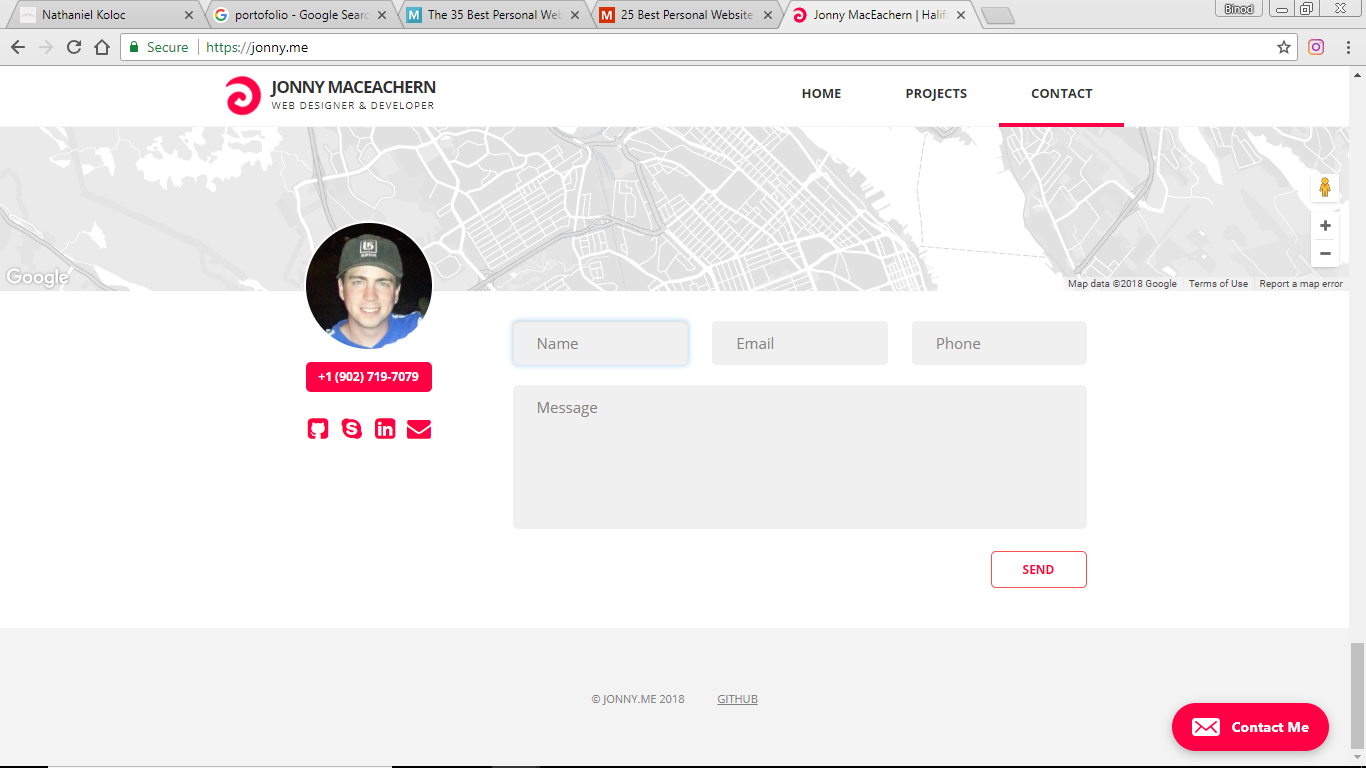 Nathaniel Koloc
portofolio - Google Searc
The 35 Best Personal Web
25 Best Personal Website
Jonny MacEachern | Halif
Binod
Secure
https://jonny.me
JONNY MACEACHERN
WEB DESIGNER & DEVELOPER
HOME
PROJECTS
CONTACT
Google
Map data ©2018 Google
Terms of Use
Report a map error
Name
Email
Phone
+1 (902) 719-7079
Message
SEND
© JONNY.ME 2018
GITHUB
Contact Me